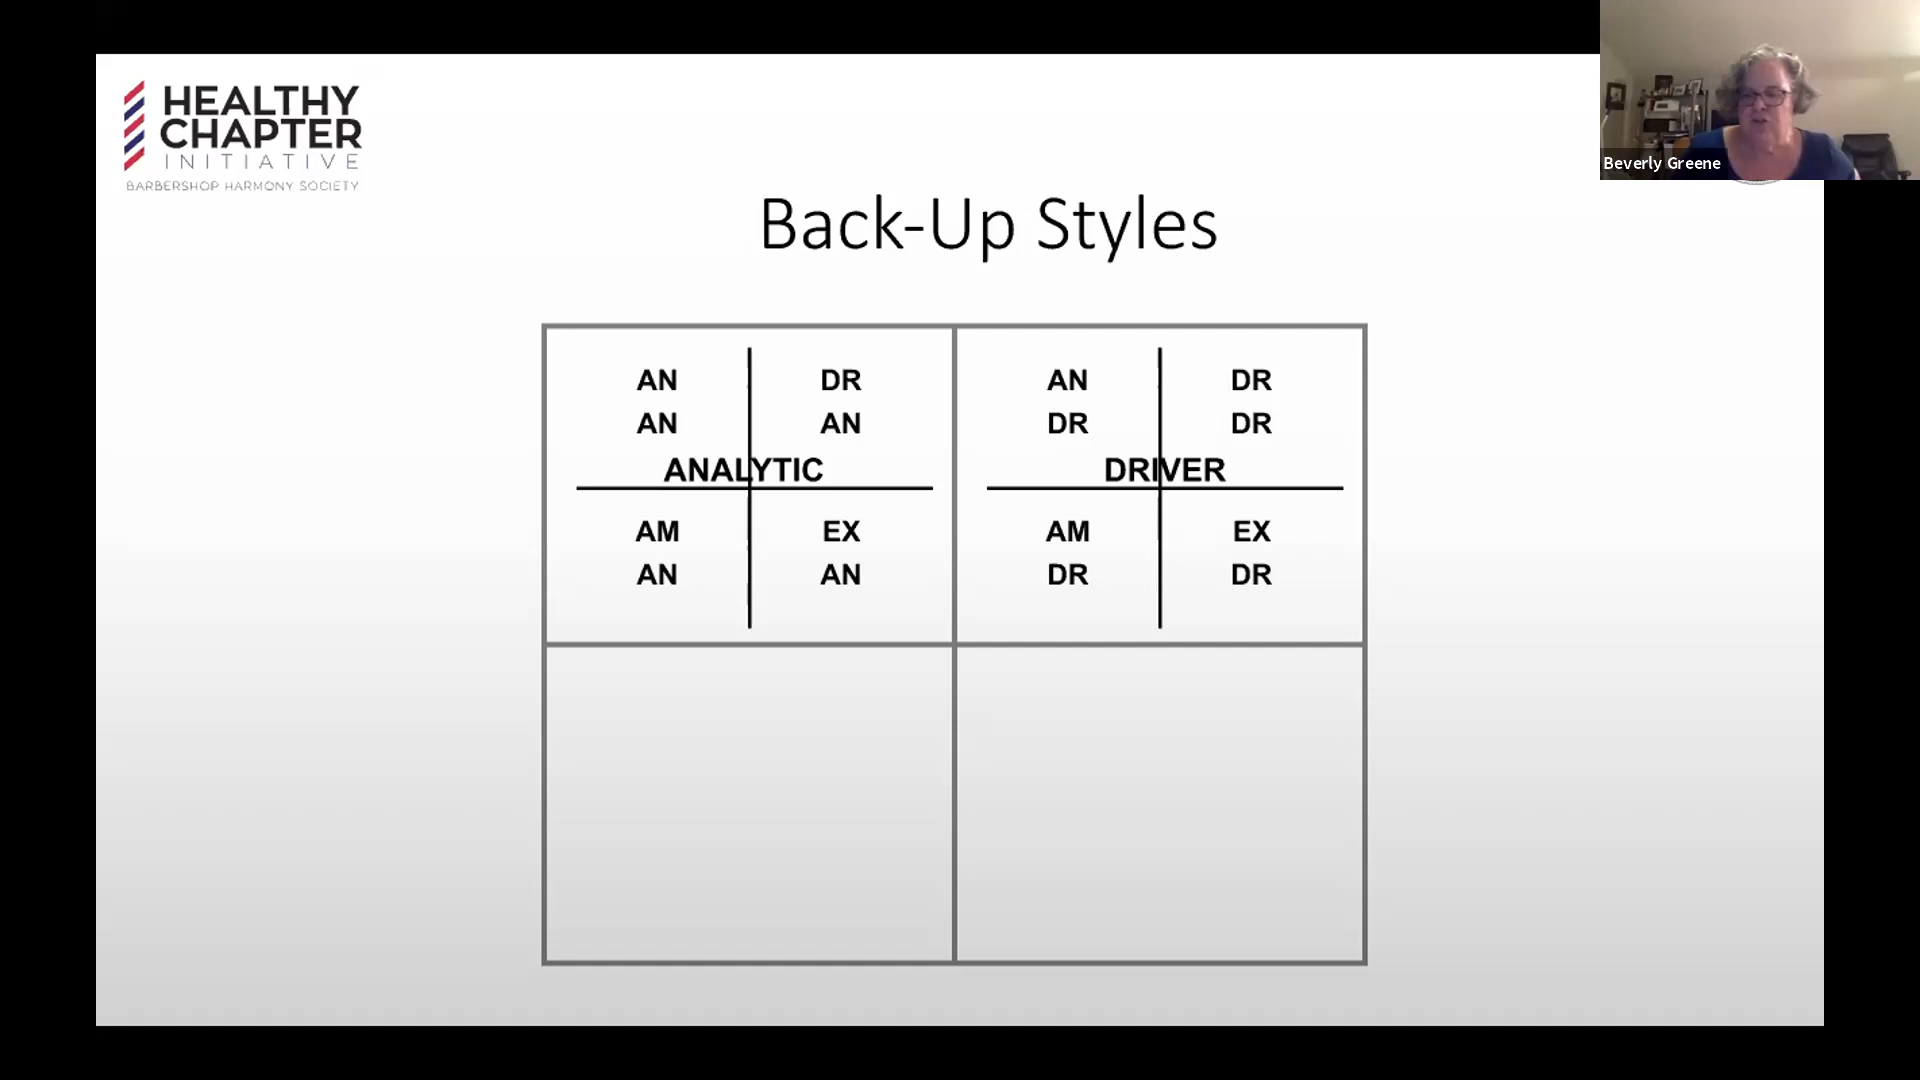 HEALTHY
CHAPTER
INITIATIVE
BARBERSHOP HARMONY SOCIETY
Beverly Greene
Back-Up Styles
AN DR
AN AN
ANALYTIC
AM EX
AN AN
AN DR
DR DR
DRIVER
AM EX
DR DR